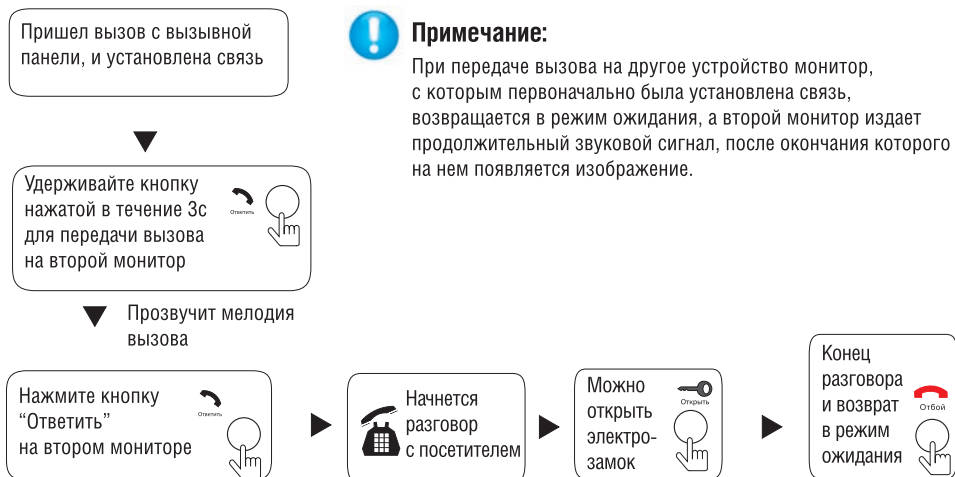 Пришел вызов с вызывной
панели, и установлена связь
Примечание:
При передаче вызова на другое устройство монитор,
с которым первоначально была установлена связь,
возвращается в режим ожидания, а второй монитор издает
продолжительный звуковой сигнал, после окончания которого
на нем появляется изображение.
Удерживайте кнопку
нажатой в течение 3с
для передачи вызова
на второй монитор
Ответить
Прозвучит мелодия
вызова
Нажмите кнопку
“Ответить”
на втором мониторе
Ответить
Начнется
разговор
с посетителем
Можно
открыть
электро-
замок
Открыть
Конец
разговора
и возврат
в режим
ожидания
Отбой